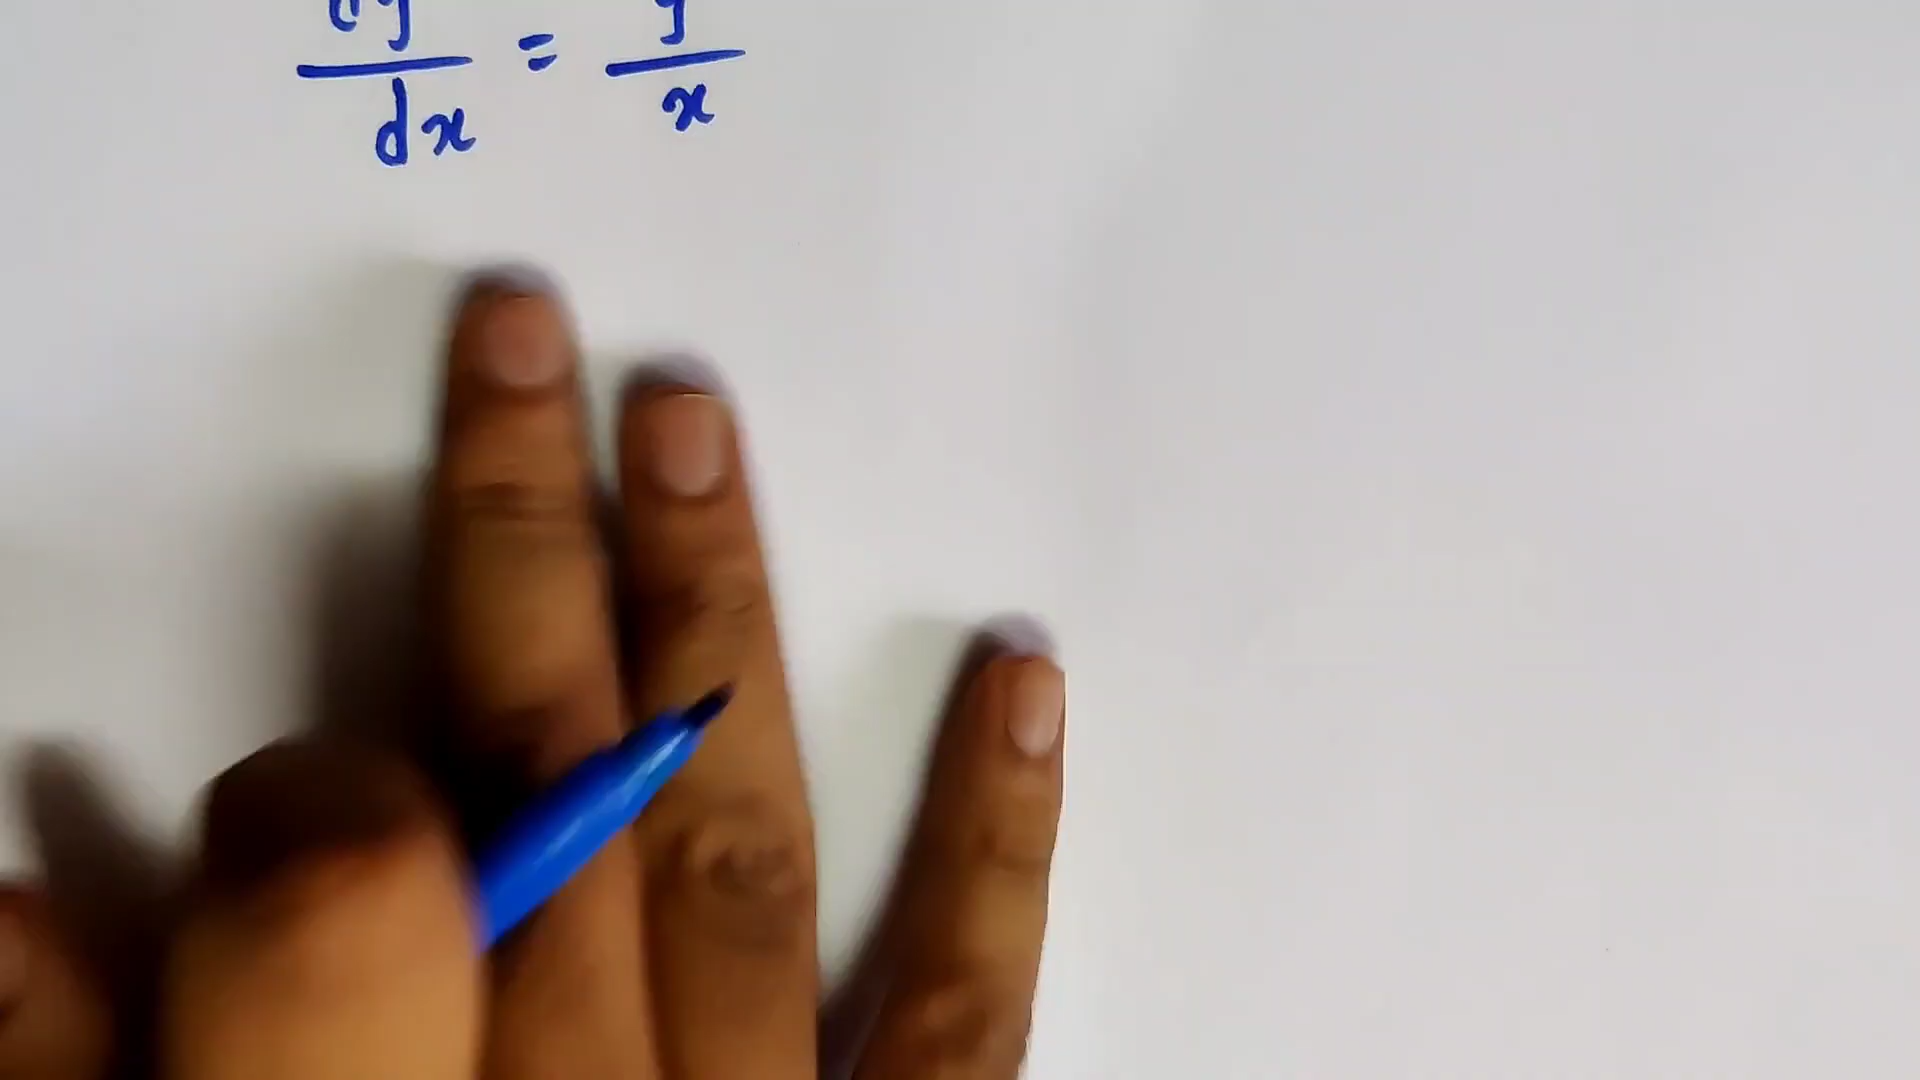 dy/dx = y/x